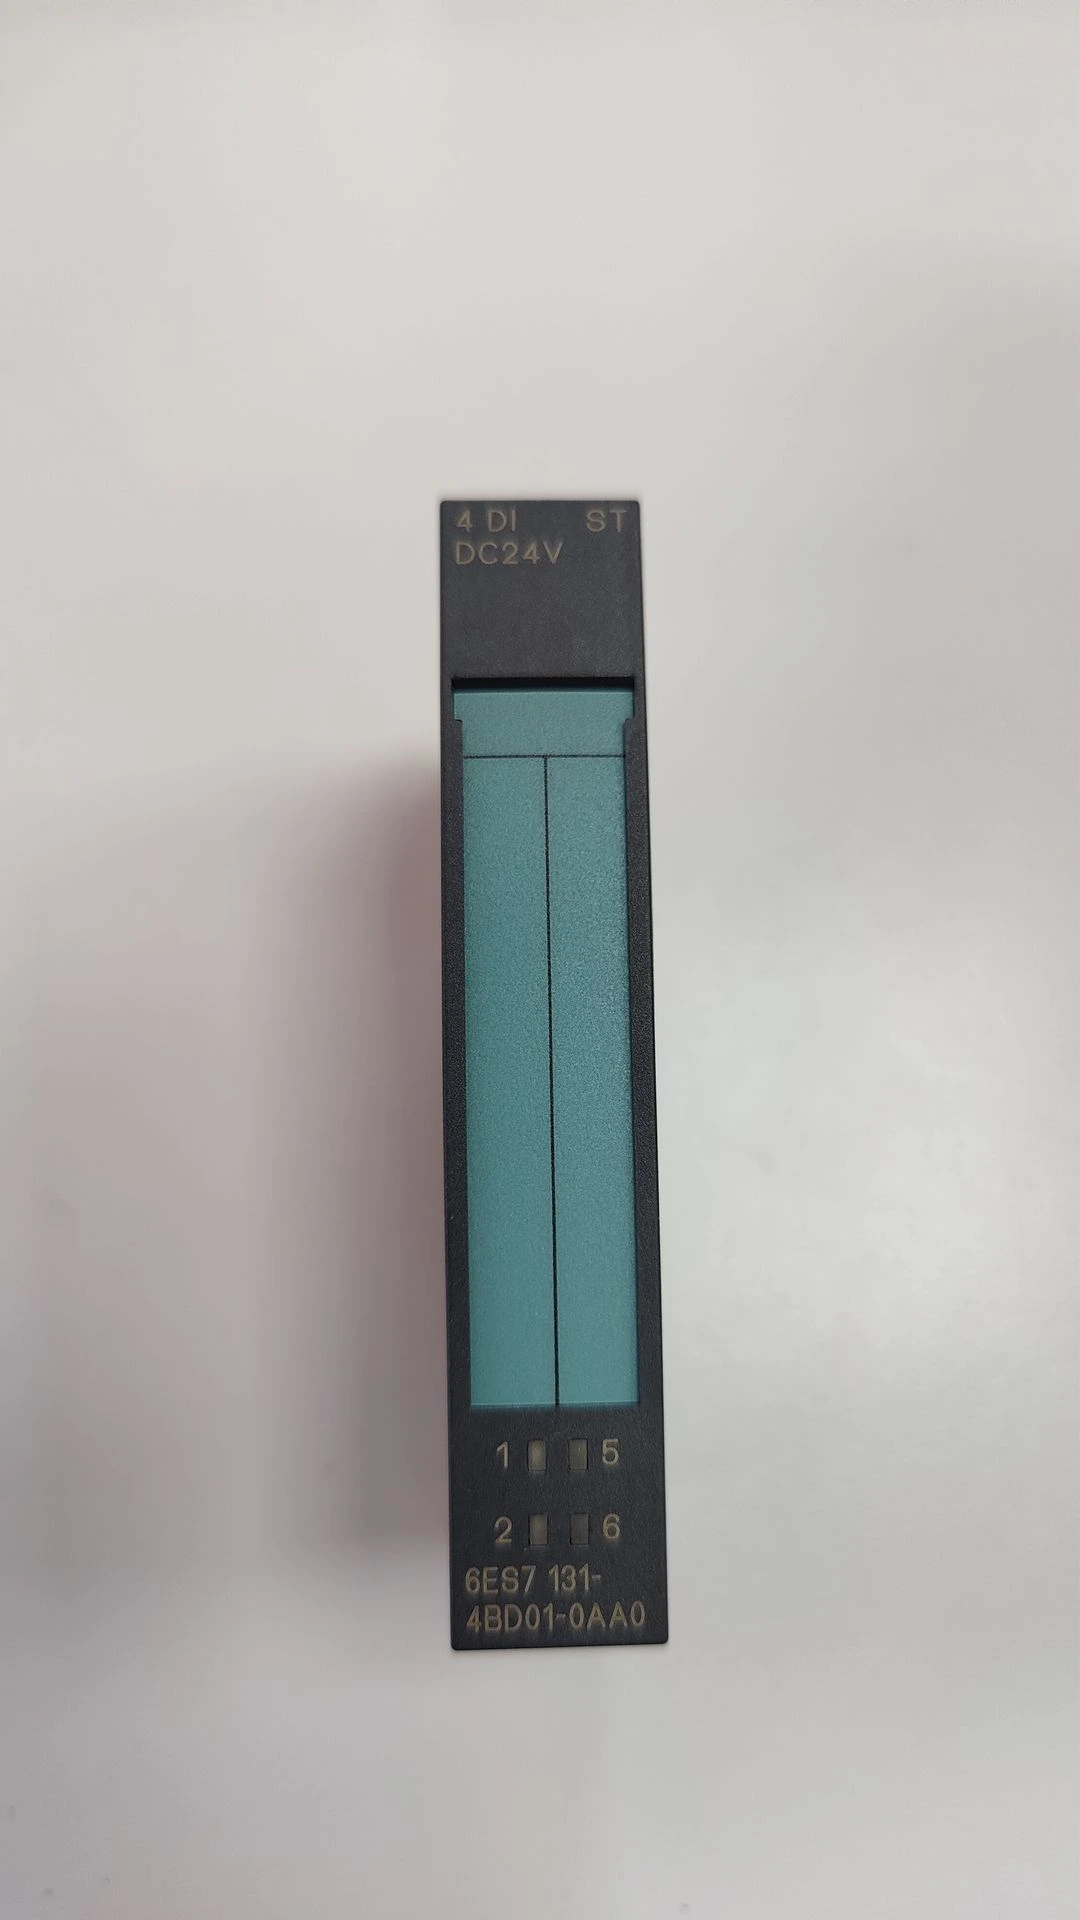 4 DI ST
DC24V
1 5
2 6
6ES7 131-
4BD01-0AA0